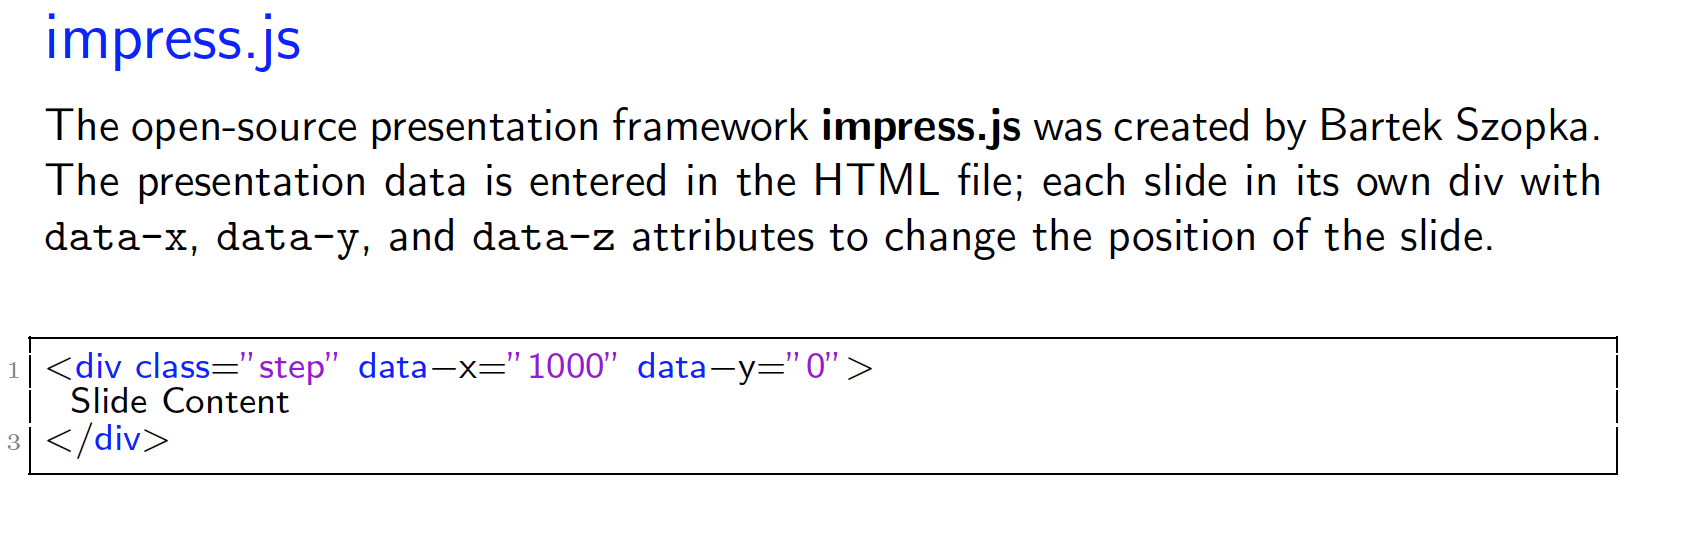 impress.js
The open-source presentation framework impress.js was created by Bartek Szopka.
The presentation data is entered in the HTML file; each slide in its own div with
data-x, data-y, and data-z attributes to change the position of the slide.
1 <div class="step" data-x="1000" data-y="0">
Slide Content
3 </div>